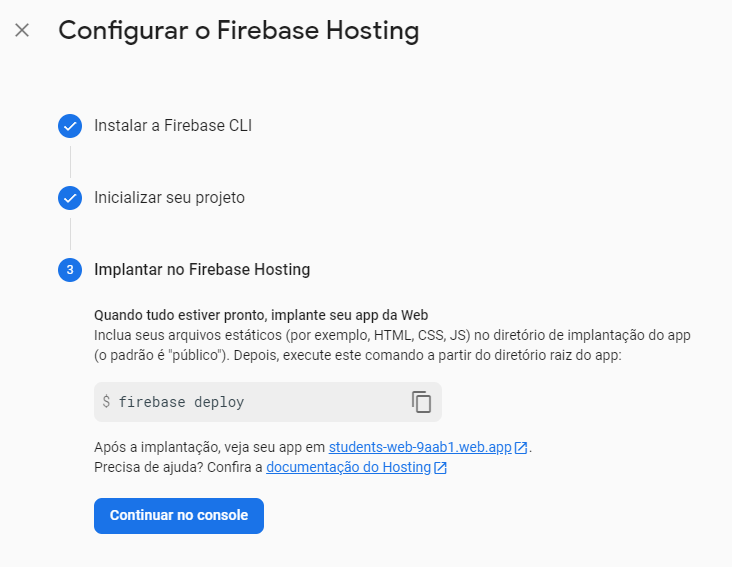 Configurar o Firebase Hosting
Instalar a Firebase CLI
Inicializar seu projeto
3 Implantar no Firebase Hosting
Quando tudo estiver pronto, implante seu app da Web
Inclua seus arquivos estáticos (por exemplo, HTML, CSS, JS) no diretório de implantação do app
(o padrão é "público"). Depois, execute este comando a partir do diretório raiz do app:
$ firebase deploy
Após a implantação, veja seu app em students-web-9aab1.web.app.
Precisa de ajuda? Confira a documentação do Hosting
Continuar no console